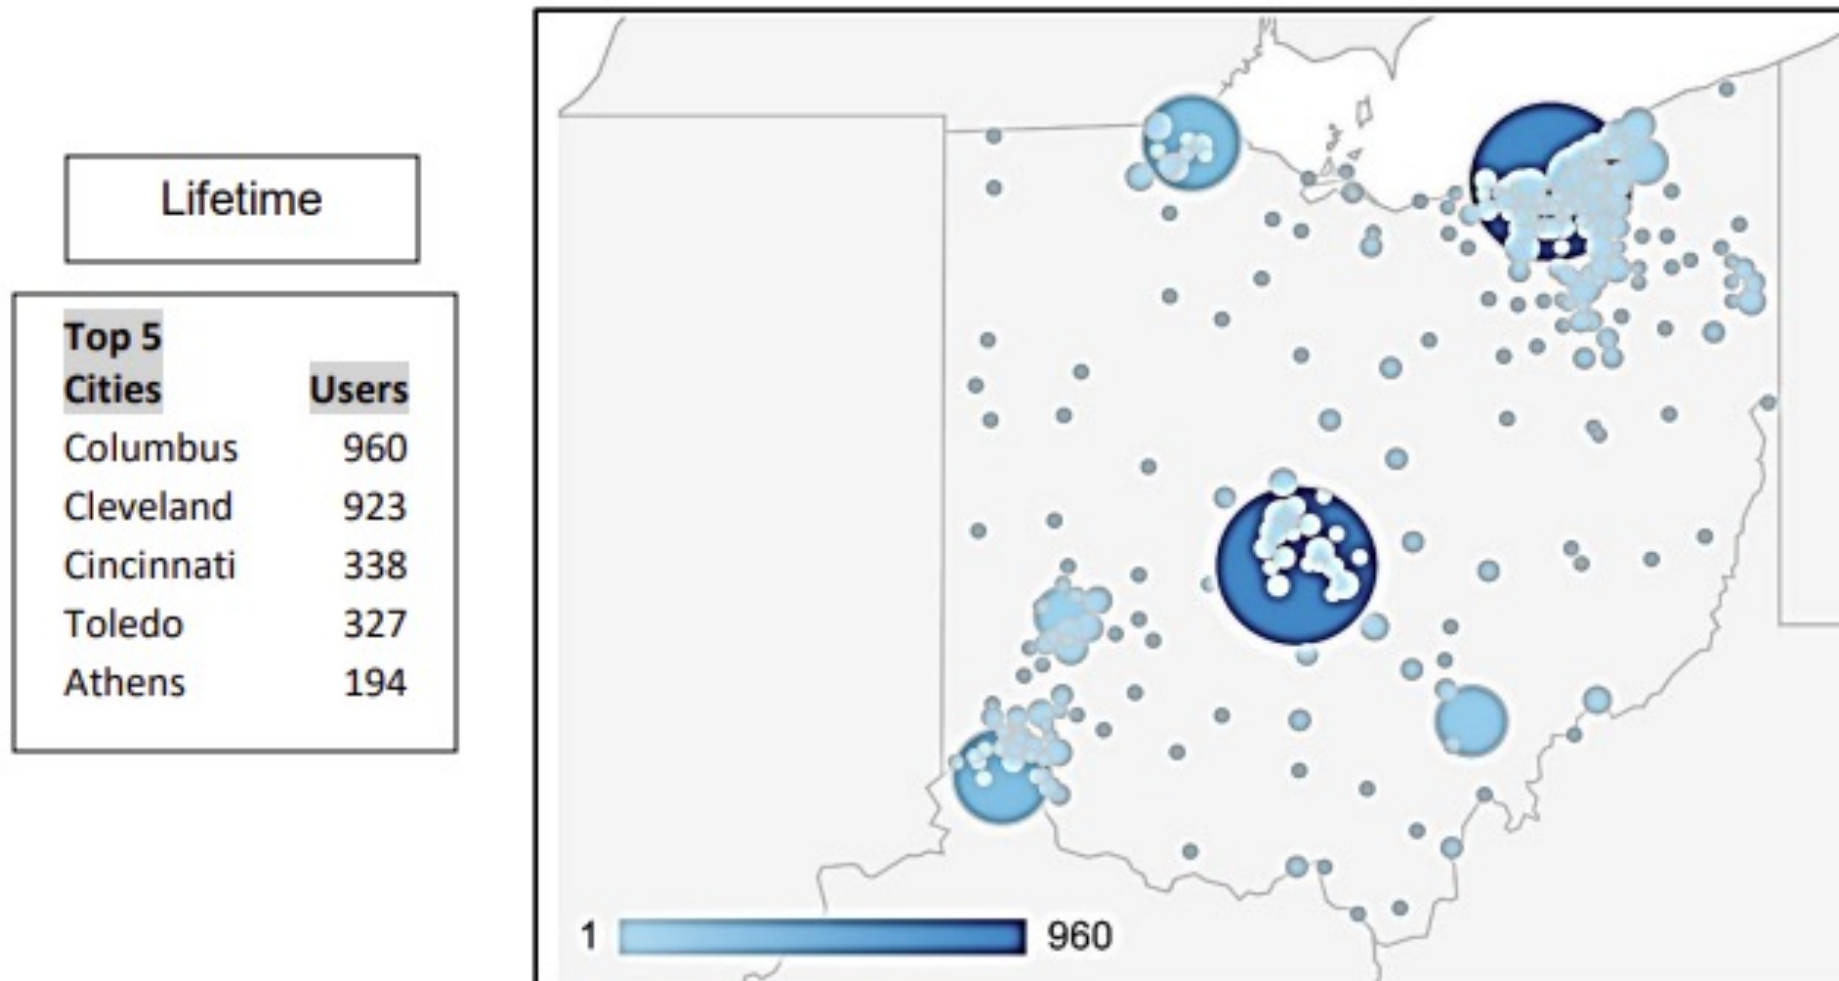 Lifetime
Top 5
Cities Users
Columbus 960
Cleveland 923
Cincinnati 338
Toledo 327
Athens 194
1 960